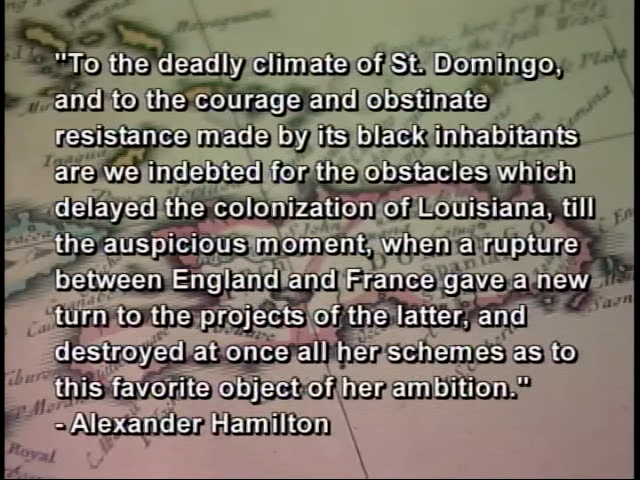 "To the deadly climate of St. Domingo,
and to the courage and obstinate
resistance made by its black inhabitants
are we indebted for the obstacles which
delayed the colonization of Louisiana, till
the auspicious moment, when a rupture
between England and France gave a new
turn to the projects of the latter, and
destroyed at once all her schemes as to
this favorite object of her ambition."
- Alexander Hamilton
Royal